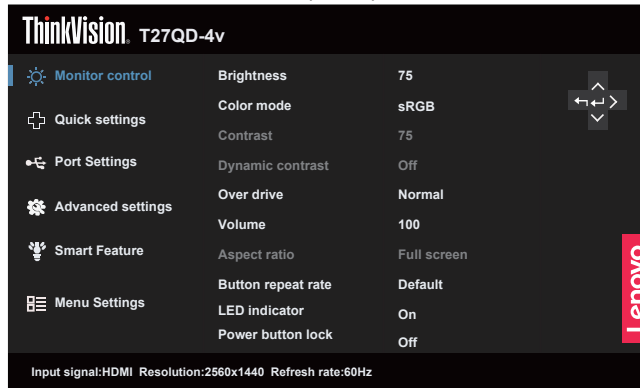 ThinkVision. T27QD-4v
Monitor control Brightness 75
Color mode sRGB
Quick settings
Contrast 75
Port Settings Dynamic contrast Off
Over drive Normal
Advanced settings
Volume 100
Smart Feature Aspect ratio Full screen
Button repeat rate Default
Menu Settings LED indicator On
Power button lock Off
Lenovo
Input signal:HDMI Resolution:2560x1440 Refresh rate:60Hz